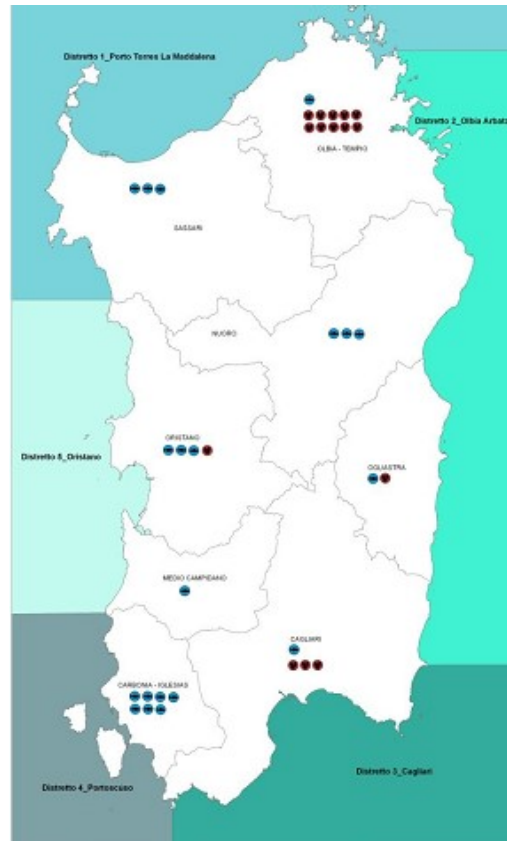 Distretto 1_Porto Torres La Maddalena
Distretto 2_Olbia Arbatax
OLBIA - TEMPIO
SASSARI
NUORO
ORISTANO
Distretto 5_Oristano
OGLIASTRA
MEDIO CAMPIDANO
CAGLIARI
CARBONIA - IGLESIAS
Distretto 3_Cagliari
Distretto 4_Portoscuso